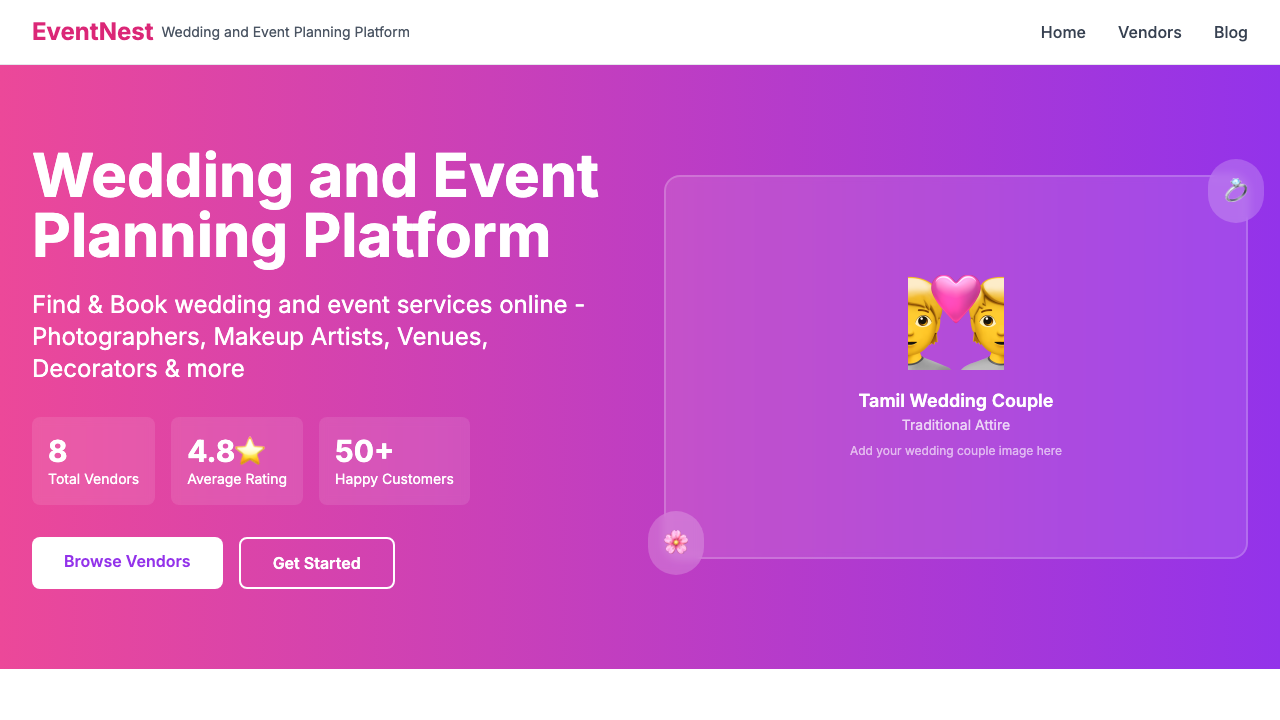 EventNest Wedding and Event Planning Platform
Home Vendors Blog
Wedding and Event
Planning Platform
Find & Book wedding and event services online -
Photographers, Makeup Artists, Venues,
Decorators & more
8
Total Vendors
4.8⭐
Average Rating
50+
Happy Customers
Browse Vendors
Get Started
Tamil Wedding Couple
Traditional Attire
Add your wedding couple image here